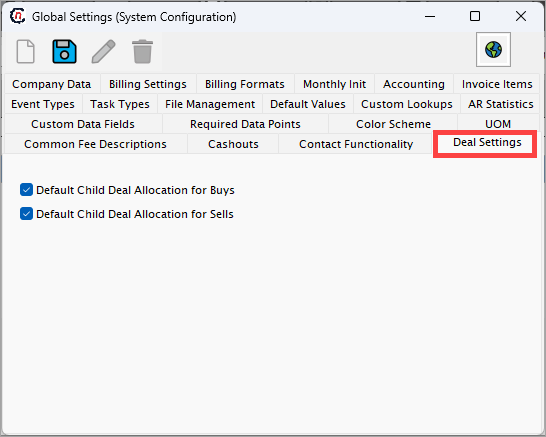 Global Settings (System Configuration)
Company Data Billing Settings Billing Formats Monthly Init Accounting Invoice Items
Event Types Task Types File Management Default Values Custom Lookups AR Statistics
Custom Data Fields Required Data Points Color Scheme UOM
Common Fee Descriptions Cashouts Contact Functionality Deal Settings
Default Child Deal Allocation for Buys
Default Child Deal Allocation for Sells